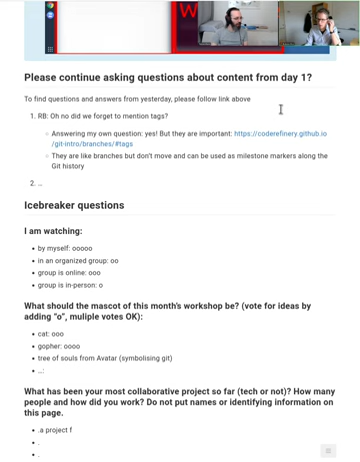 W
Please continue asking questions about content from day 1?
To find questions and answers from yesterday, please follow link above
1. RB: Oh no did we forget to mention tags?
Answering my own question: yes! But they are important: https://coderefinery.github.io
/git-intro/branches/#tags
They are like branches but don't move and can be used as milestone markers along the
Git history
2. ...
Icebreaker questions
I am watching:
by myself: ooooo
in an organized group: oo
group is online: ooo
group is in-person: o
What should the mascot of this month's workshop be? (vote for ideas by
adding "o", muliple votes OK):
cat: ooo
gopher: oooo
tree of souls from Avatar (symbolising git)
...:
What has been your most collaborative project so far (tech or not)? How many
people and how did you work? Do not put names or identifying information on
this page.
.a project f
.
.